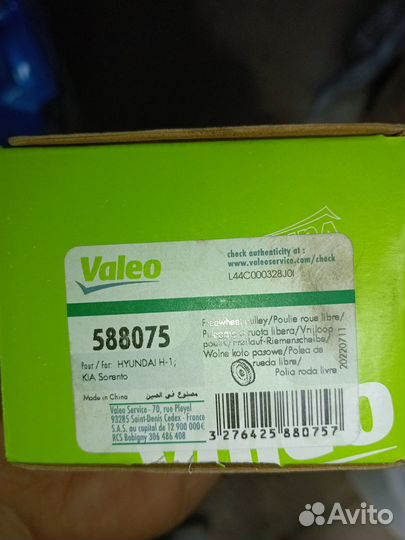 check authenticity at :
www.valeoservice.com/check
L44C000328J0I
Valeo
588075
Pour / For: HYUNDAI H-1;
KIA Sorento
Freewheel pulley/Poulie roue libre/
a ruota libera/Vrijloop
Freilauf-Riemenscheibe/
Wolne koło pasowe/Polea de
rueda libre/
Polia roda livre
20220711
Made in China
مصنوع في الصين
Valeo Service - 70, rue Pleyel
93285 Saint-Denis Cedex - France
S.A.S. au capital de 12 900 000€
RCS Bobigny 306 486 408
3 276425 880757
Valeo
Avito